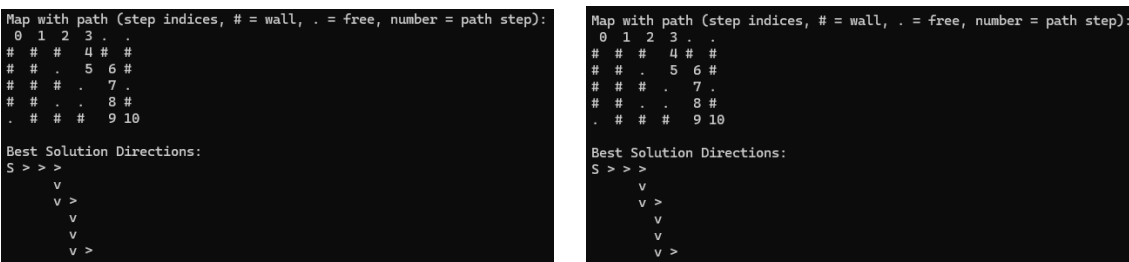 Map with path (step indices, # = wall, . = free, number = path step):
 0  1  2  3 .  .
#  #  #   4 #  #
#  #  .   5  6 #
#  #  #  .   7 .
#  #  .  .   8 #
.  #  #  #   9 10
Best Solution Directions:
S > > >
      v
      v >
        v
        v
        v >
Map with path (step indices, # = wall, . = free, number = path step):
 0  1  2  3 .  .
#  #  #   4 #  #
#  #  .   5  6 #
#  #  #  .   7 .
#  #  .  .   8 #
.  #  #  #   9 10
Best Solution Directions:
S > > >
      v
      v >
        v
        v
        v >